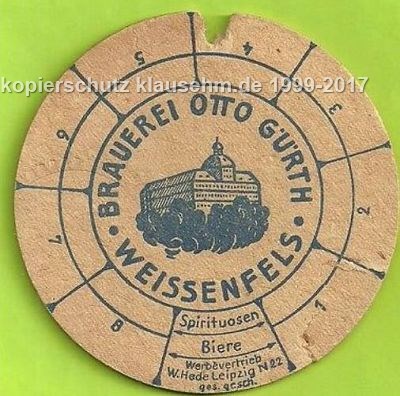 kopierschutz klausehm.de 1999-2017
BRAUEREI OTTO GÜRTH
• WEISSENFELS •
1
2
3
4
5
6
7
8
Spirituosen
Biere
Werbevertrieb
W. Hede Leipzig N 22
ges. gesch.